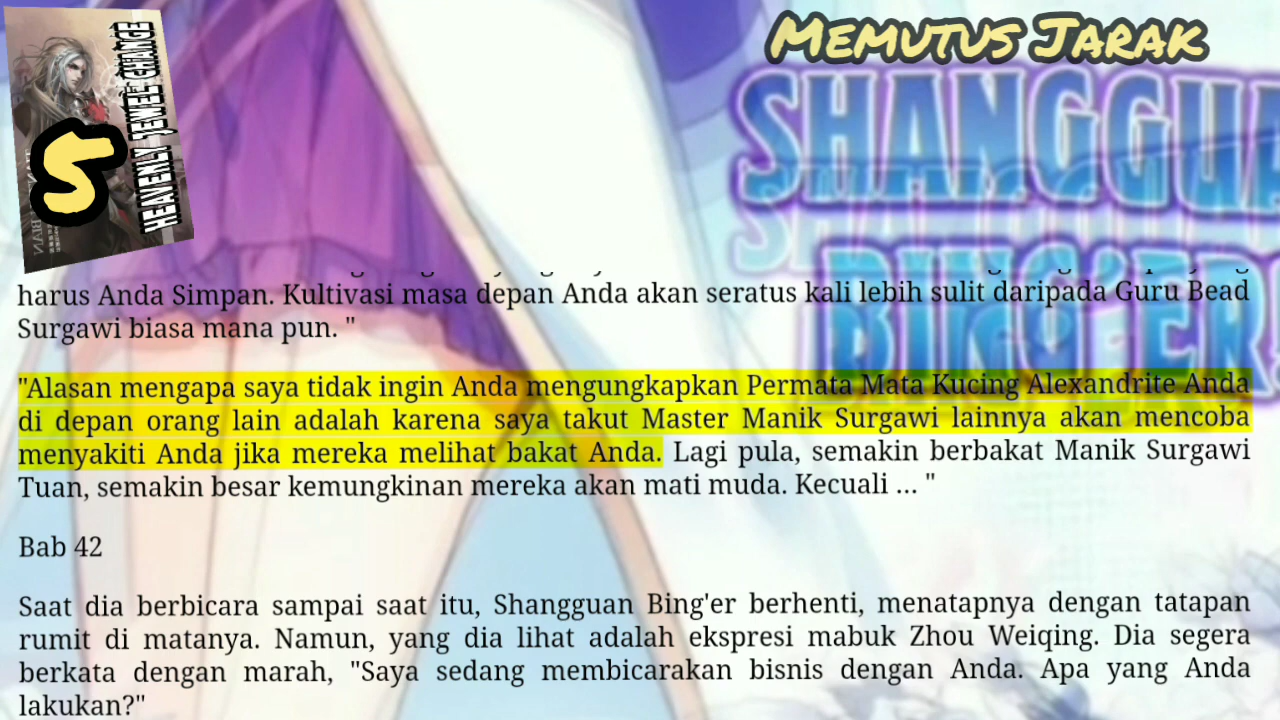 MEMUTUS JARAK
SHANGGUA
BING'ER
HEAVENLY JEWEL CHANGE
5
harus Anda Simpan. Kultivasi masa depan Anda akan seratus kali lebih sulit daripada Guru Bead
Surgawi biasa mana pun. "
"Alasan mengapa saya tidak ingin Anda mengungkapkan Permata Mata Kucing Alexandrite Anda
di depan orang lain adalah karena saya takut Master Manik Surgawi lainnya akan mencoba
menyakiti Anda jika mereka melihat bakat Anda. Lagi pula, semakin berbakat Manik Surgawi
Tuan, semakin besar kemungkinan mereka akan mati muda. Kecuali ... "
Bab 42
Saat dia berbicara sampai saat itu, Shangguan Bing'er berhenti, menatapnya dengan tatapan
rumit di matanya. Namun, yang dia lihat adalah ekspresi mabuk Zhou Weiqing. Dia segera
berkata dengan marah, "Saya sedang membicarakan bisnis dengan Anda. Apa yang Anda
lakukan?"